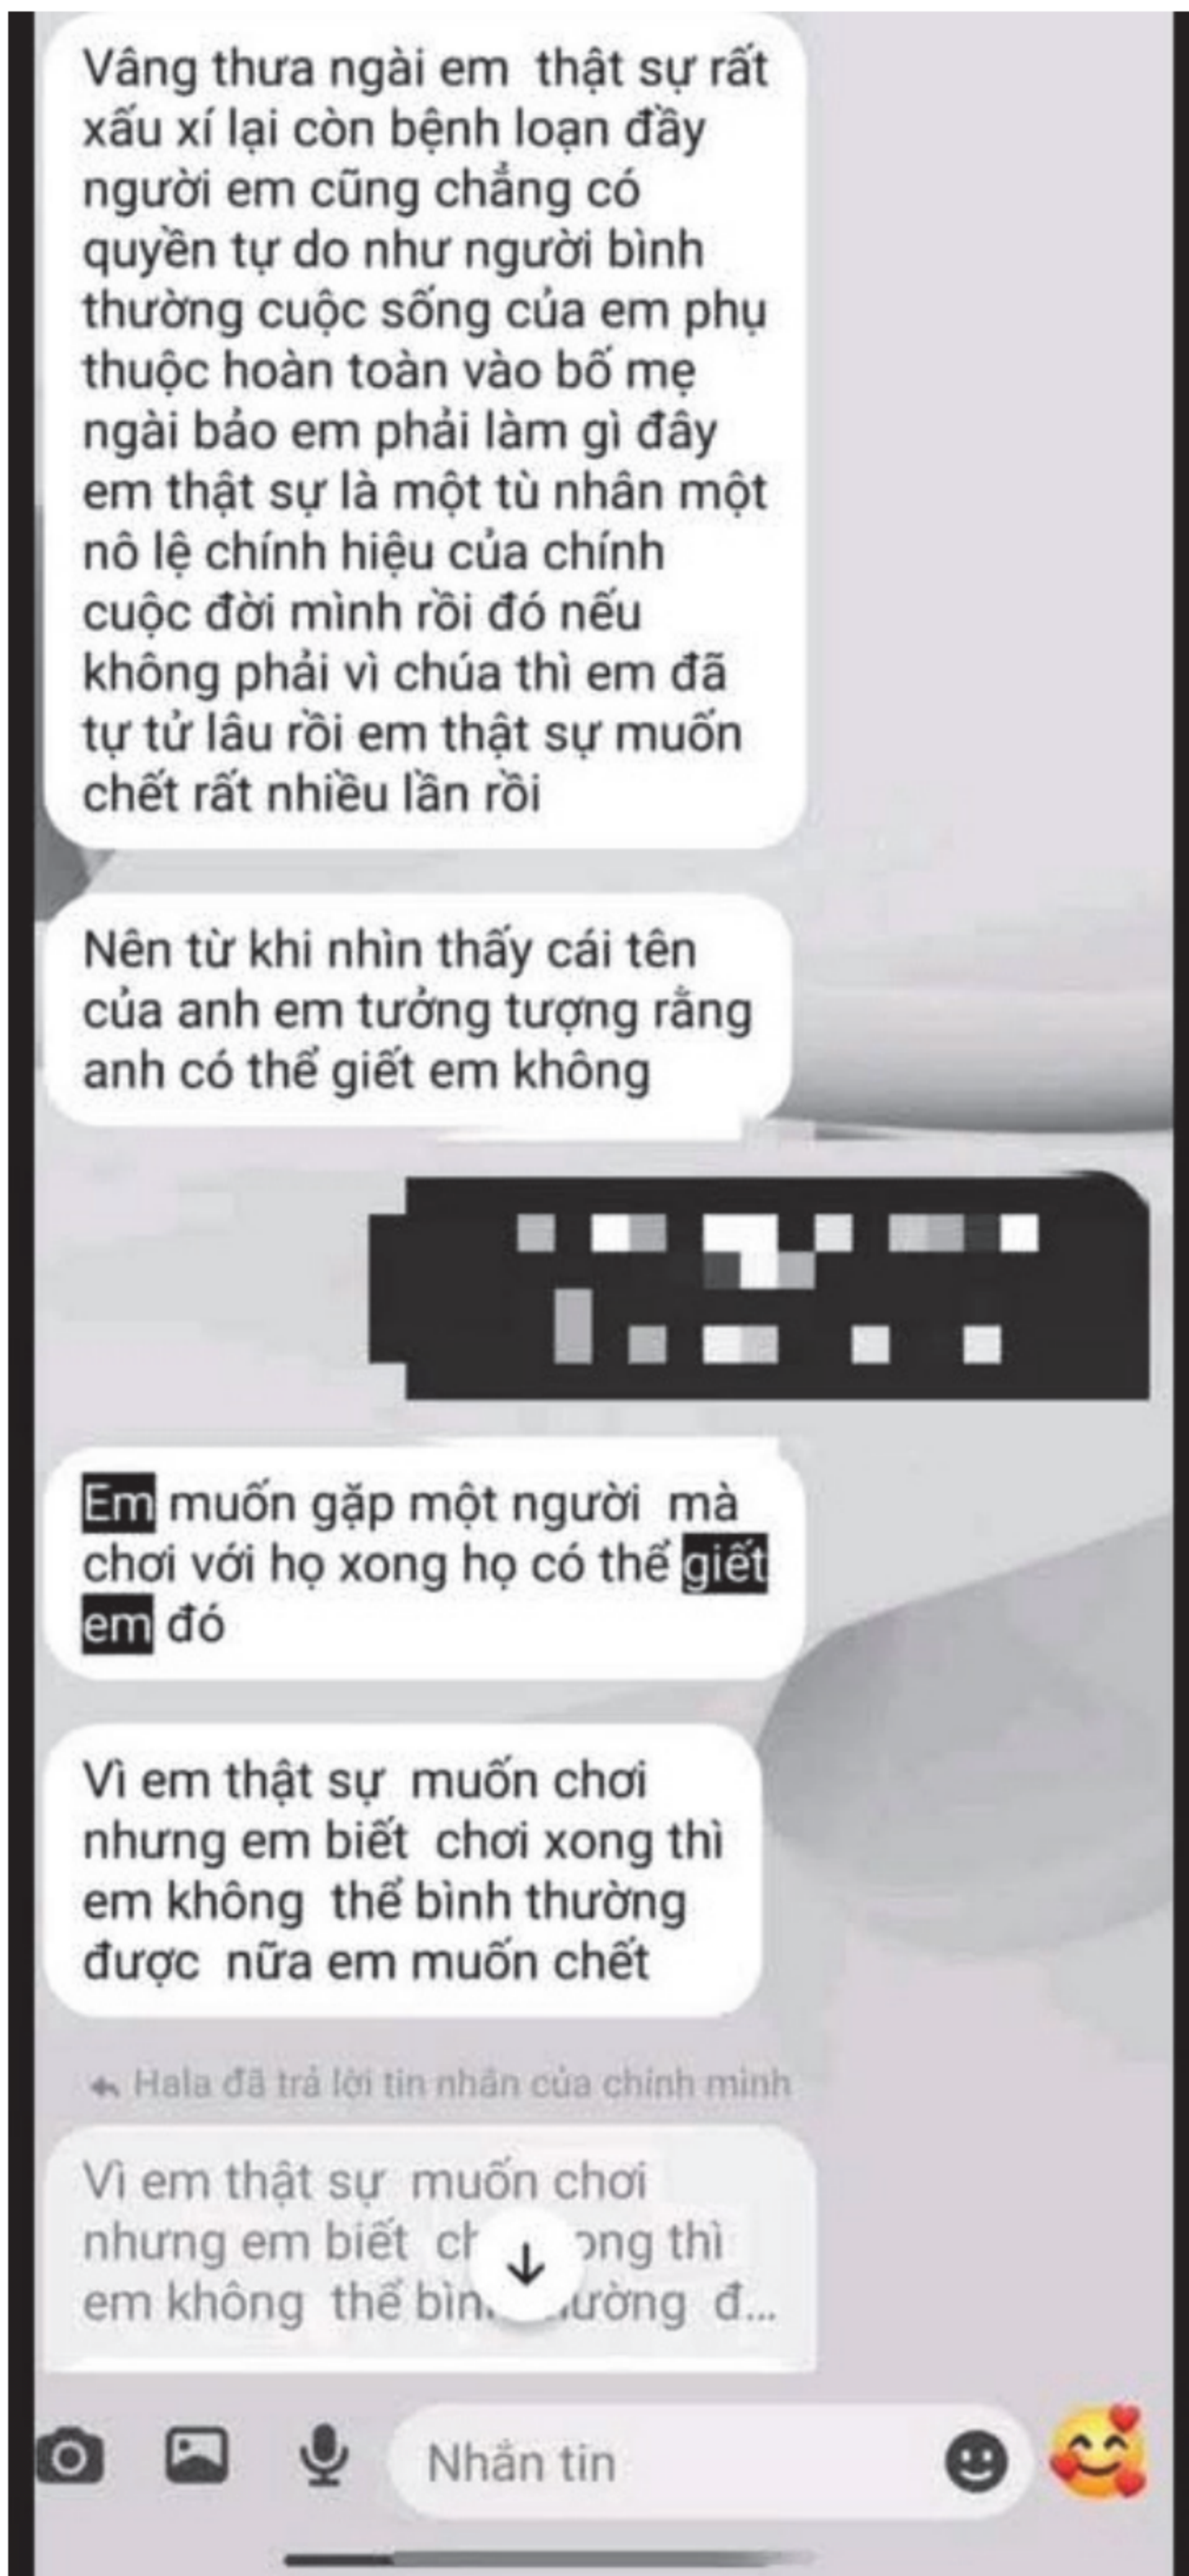 Vâng thưa ngài em  thật sự rất
xấu xí lại còn bệnh loạn đầy
người em cũng chẳng có
quyền tự do như người bình
thường cuộc sống của em phụ
thuộc hoàn toàn vào bố mẹ
ngài bảo em phải làm gì đây
em thật sự là một tù nhân một
nô lệ chính hiệu của chính
cuộc đời mình rồi đó nếu
không phải vì chúa thì em đã
tự tử lâu rồi em thật sự muốn
chết rất nhiều lần rồi
Nên từ khi nhìn thấy cái tên
của anh em tưởng tượng rằng
anh có thể giết em không
Em muốn gặp một người  mà
chơi với họ xong họ có thể giết
em đó
Vì em thật sự  muốn chơi
nhưng em biết  chơi xong thì
em không  thể bình thường
được  nữa em muốn chết
Hala đã trả lời tin nhắn của chính mình
Vì em thật sự  muốn chơi
nhưng em biết thì
em không  thể đ...
Nhắn tin